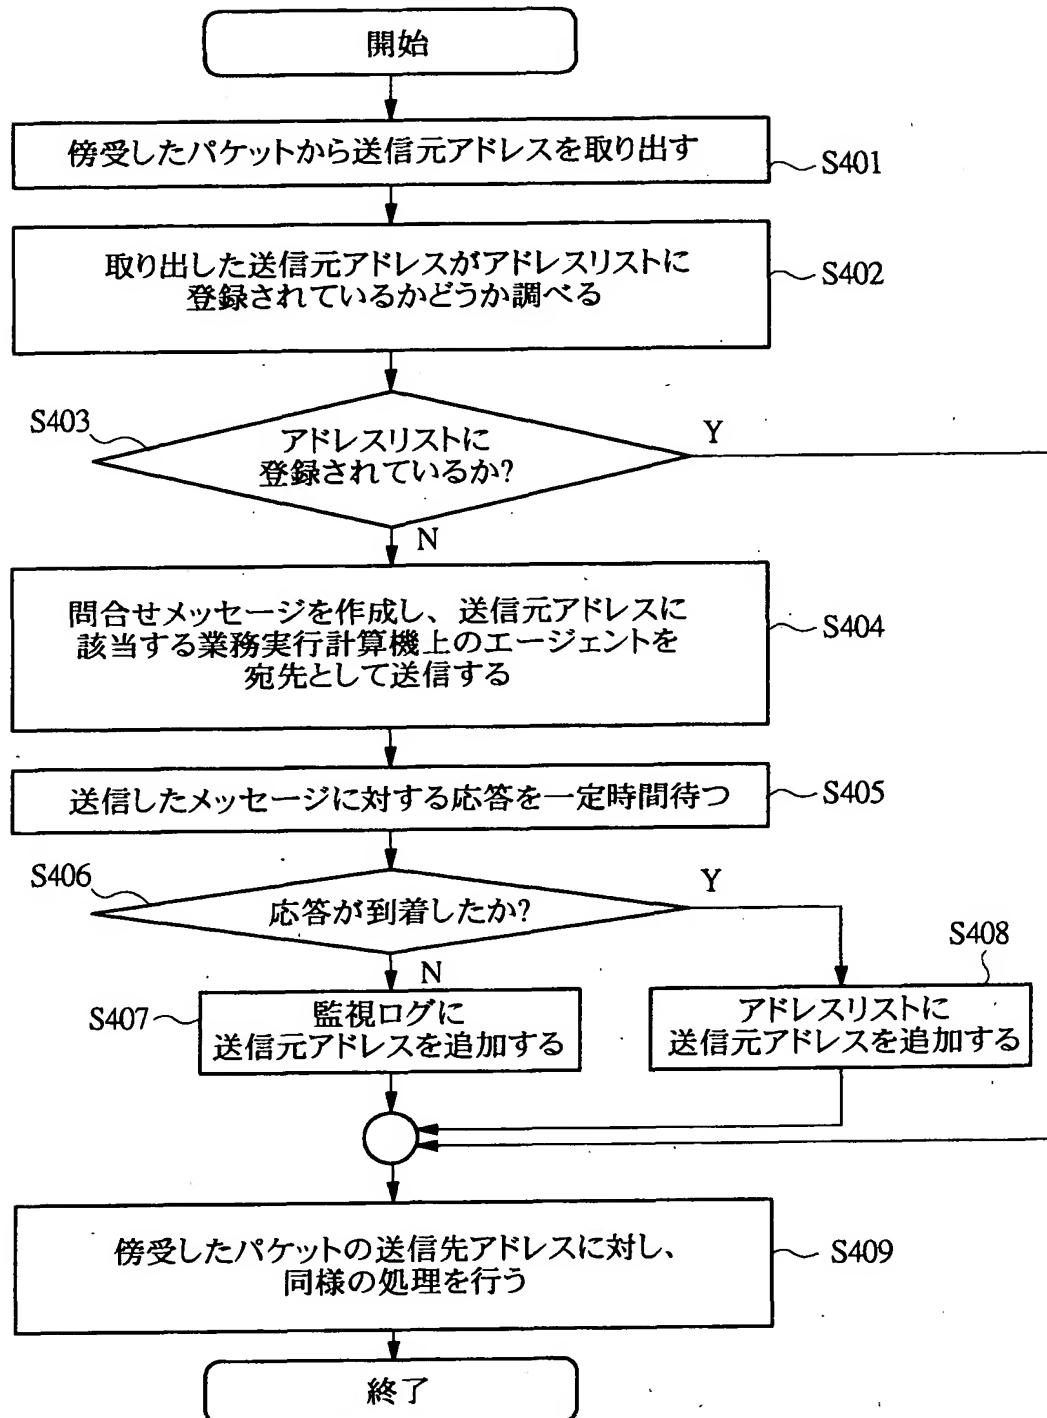 開始
傍受したパケットから送信元アドレスを取り出す
S401
取り出した送信元アドレスがアドレスリストに
登録されているかどうか調べる
S402
S403
アドレスリストに
登録されているか?
Y
N
問合せメッセージを作成し、送信元アドレスに
該当する業務実行計算機上のエージェントを
宛先として送信する
S404
送信したメッセージに対する応答を一定時間待つ
S405
S406
応答が到着したか?
Y
N
S407
監視ログに
送信元アドレスを追加する
S408
アドレスリストに
送信元アドレスを追加する
傍受したパケットの送信先アドレスに対し、
同様の処理を行う
S409
終了